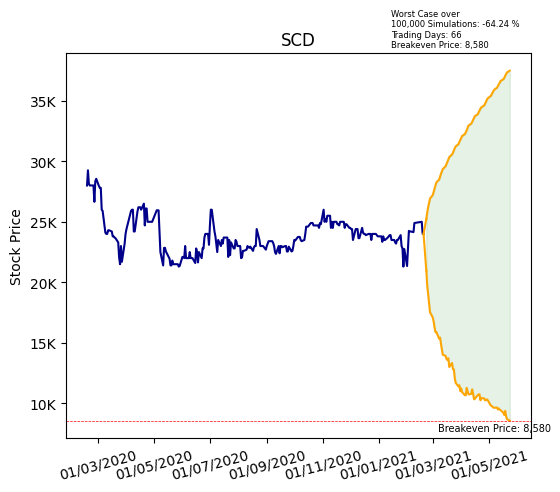 Worst Case over
100,000 Simulations: -64.24 %
Trading Days: 66
Breakeven Price: 8,580
SCD
Stock Price
35K
30K
25K
20K
15K
10K
Breakeven Price: 8,580
01/03/2020
01/05/2020
01/07/2020
01/09/2020
01/11/2020
01/01/2021
01/03/2021
01/05/2021